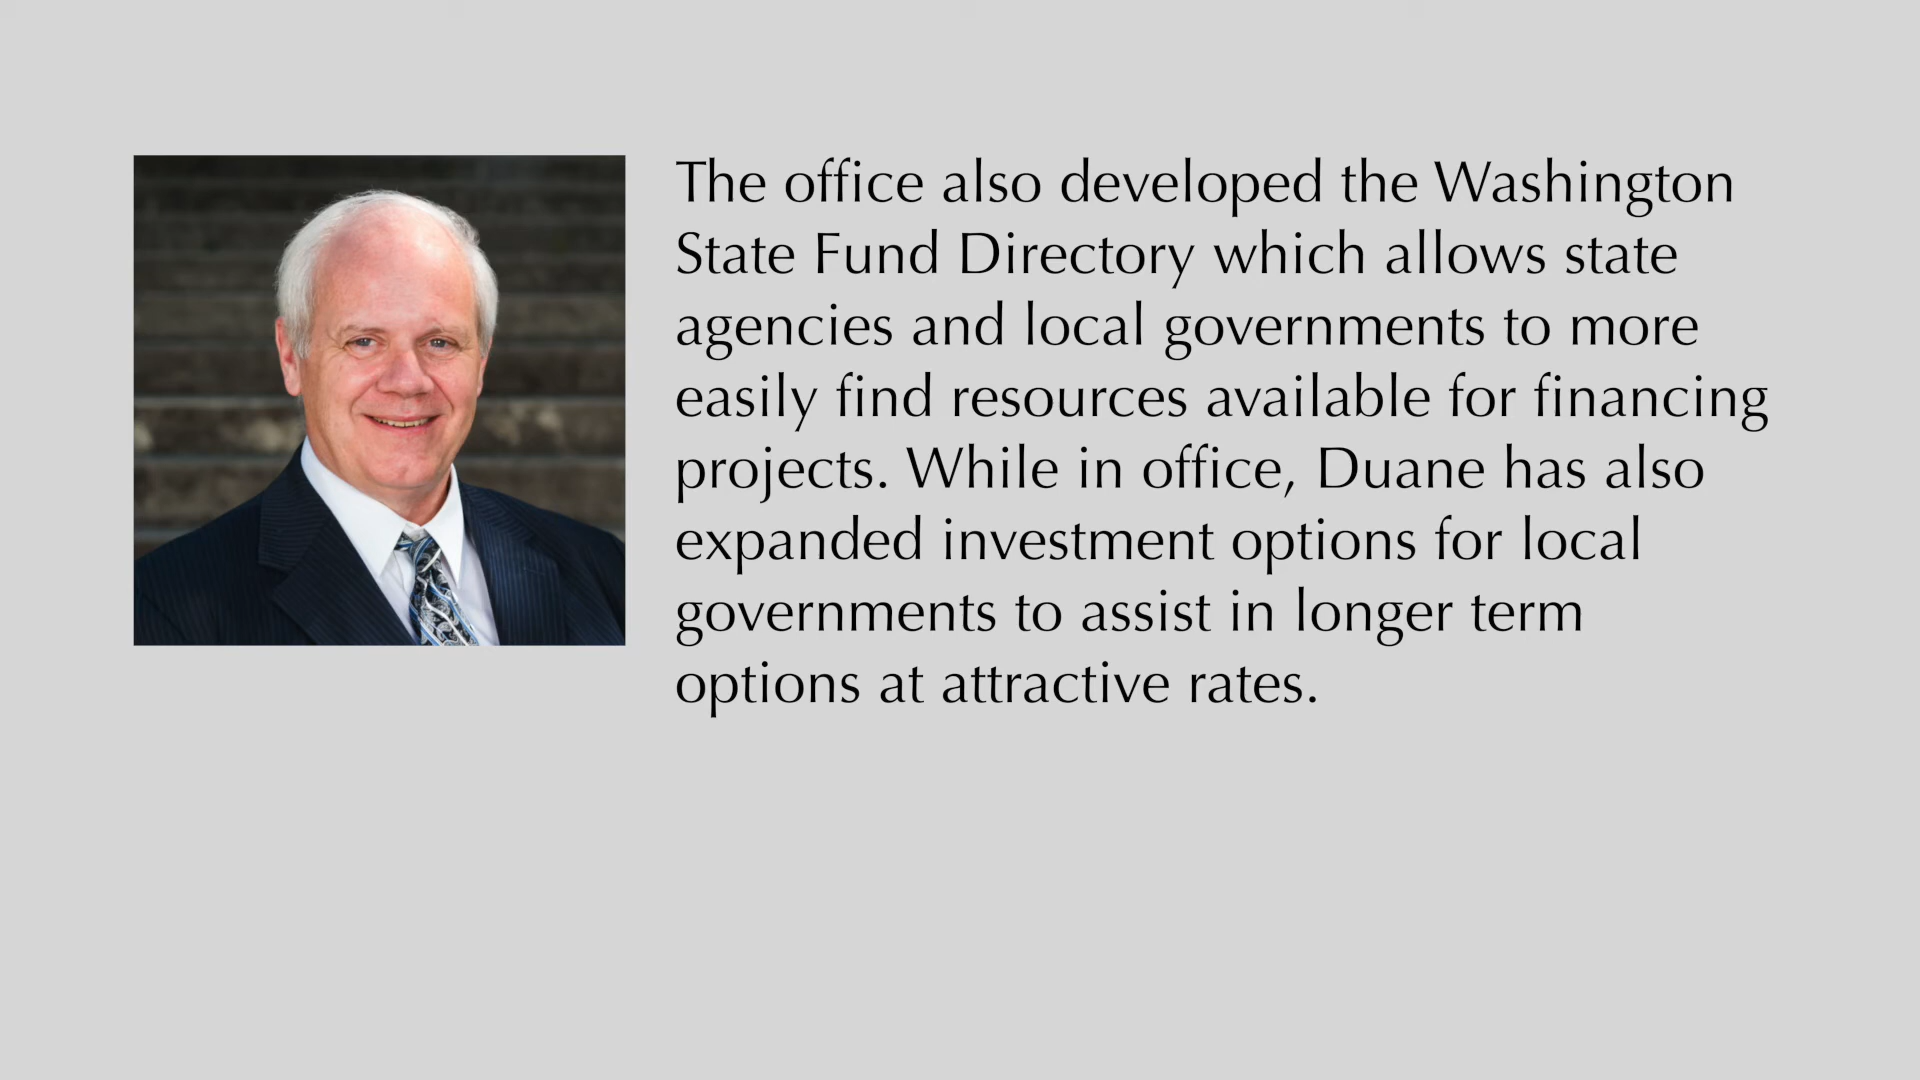 The office also developed the Washington
State Fund Directory which allows state
agencies and local governments to more
easily find resources available for financing
projects. While in office, Duane has also
expanded investment options for local
governments to assist in longer term
options at attractive rates.